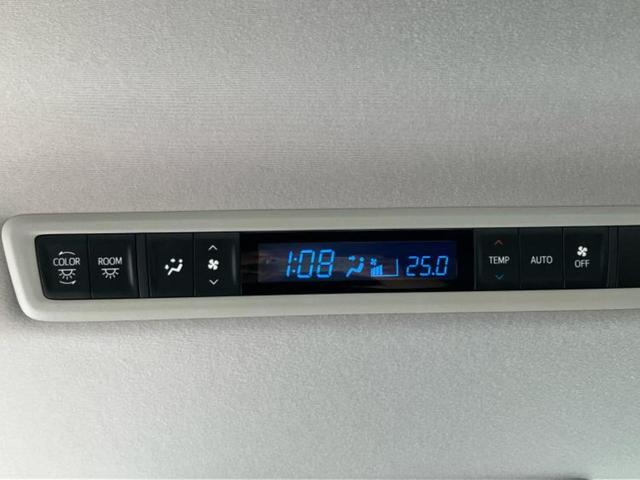 COLOR
ROOM
1:08
25.0
TEMP
AUTO
OFF